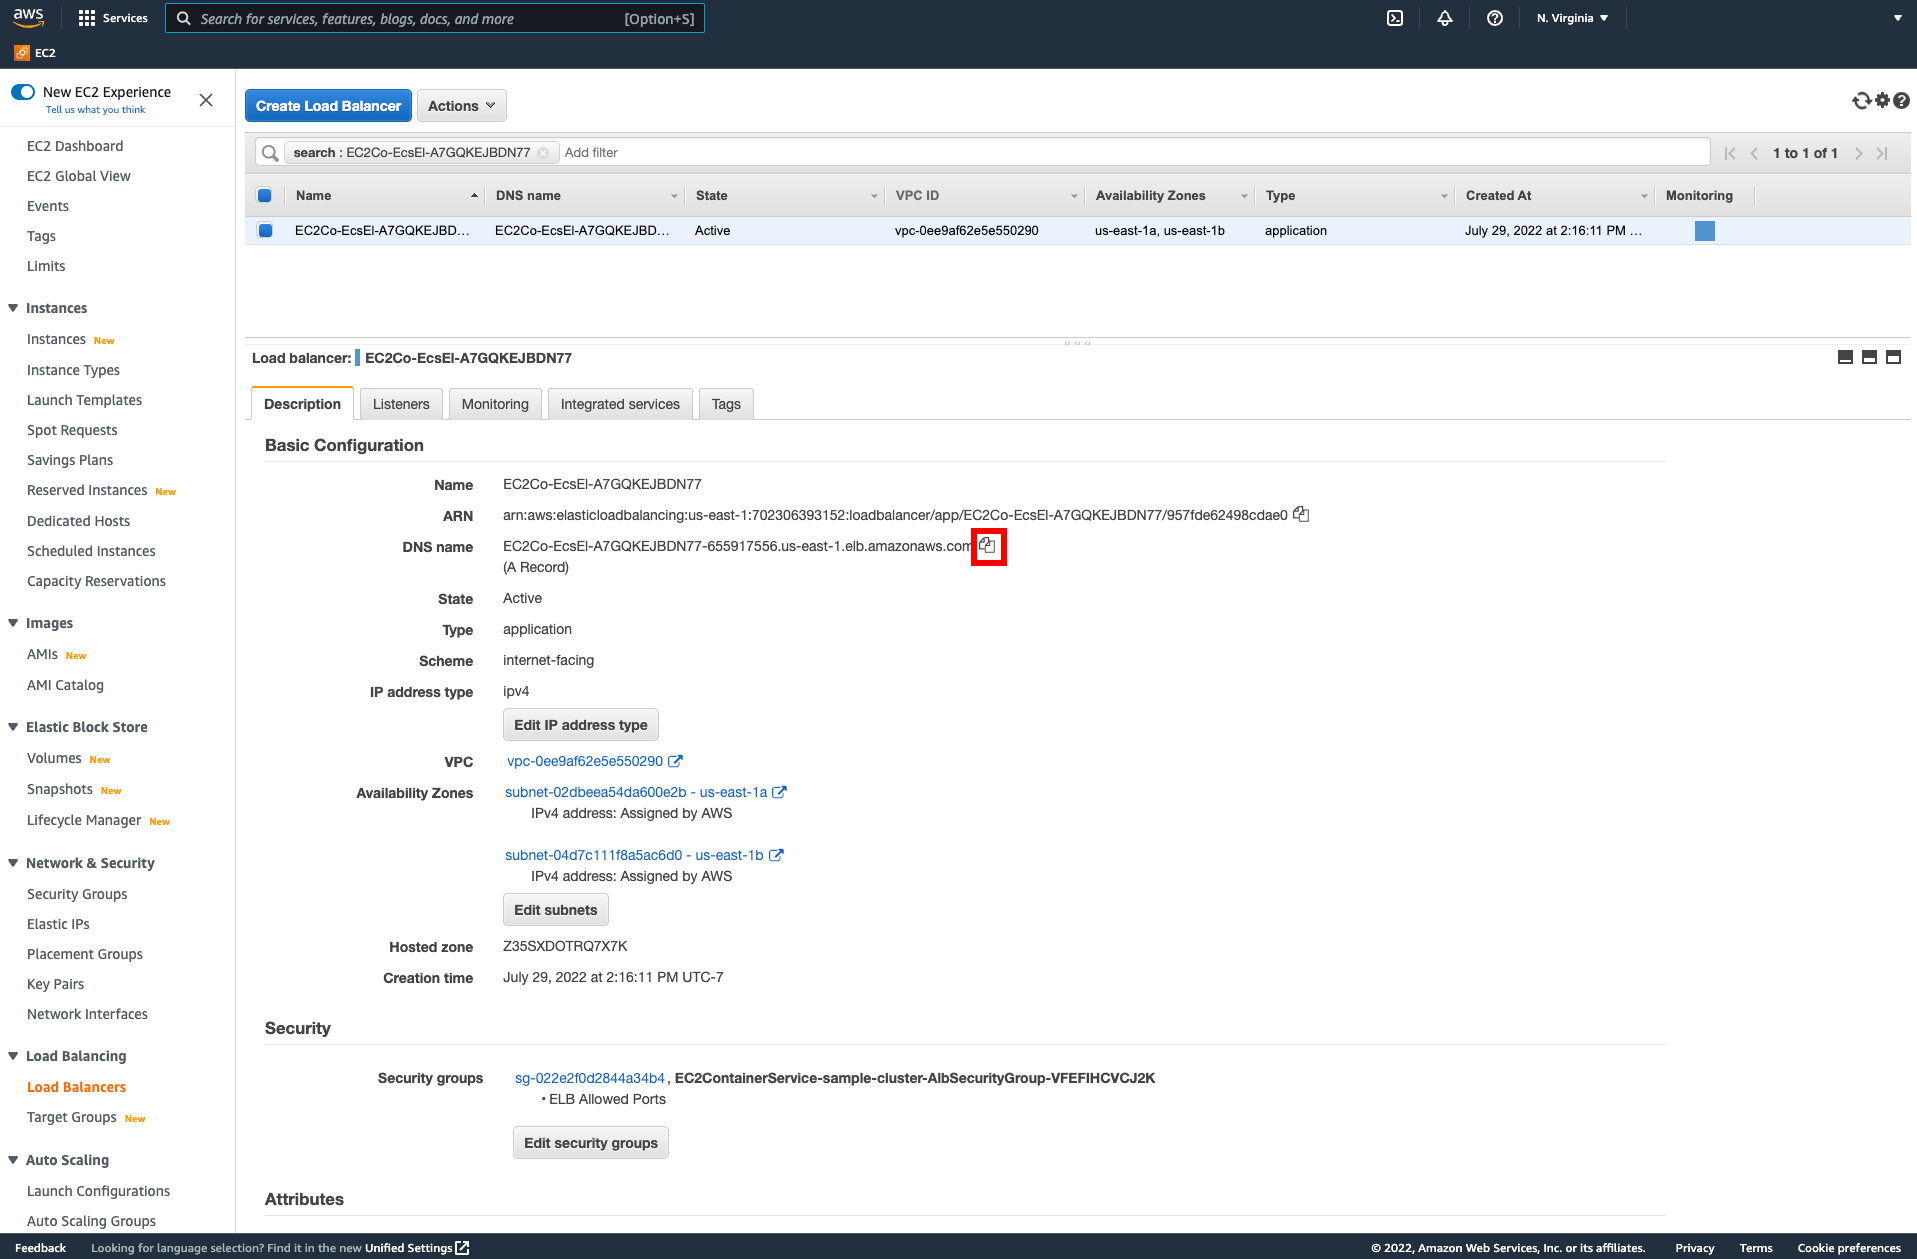 aws Services Search for services, features, blogs, docs, and more [Option+S] N. Virginia
EC2
New EC2 Experience
Tell us what you think
EC2 Dashboard
EC2 Global View
Events
Tags
Limits
Instances
Instances New
Instance Types
Launch Templates
Spot Requests
Savings Plans
Reserved Instances New
Dedicated Hosts
Scheduled Instances
Capacity Reservations
Images
AMIs New
AMI Catalog
Elastic Block Store
Volumes New
Snapshots New
Lifecycle Manager New
Network & Security
Security Groups
Elastic IPs
Placement Groups
Key Pairs
Network Interfaces
Load Balancing
Load Balancers
Target Groups New
Auto Scaling
Launch Configurations
Auto Scaling Groups
Create Load Balancer Actions
search : EC2Co-EcsEl-A7GQKEJBDN77 Add filter 1 to 1 of 1
Name DNS name State VPC ID Availability Zones Type Created At Monitoring
EC2Co-EcsEl-A7GQKEJBD... EC2Co-EcsEl-A7GQKEJBD... Active vpc-0ee9af62e5e550290 us-east-1a, us-east-1b application July 29, 2022 at 2:16:11 PM ...
Load balancer: EC2Co-EcsEl-A7GQKEJBDN77
Description Listeners Monitoring Integrated services Tags
Basic Configuration
Name EC2Co-EcsEl-A7GQKEJBDN77
ARN arn:aws:elasticloadbalancing:us-east-1:702306393152:loadbalancer/app/EC2Co-EcsEl-A7GQKEJBDN77/957fde62498cdae0
DNS name EC2Co-EcsEl-A7GQKEJBDN77-655917556.us-east-1.elb.amazonaws.com
(A Record)
State Active
Type application
Scheme internet-facing
IP address type ipv4
Edit IP address type
VPC vpc-0ee9af62e5e550290
Availability Zones subnet-02dbeea54da600e2b - us-east-1a
IPv4 address: Assigned by AWS
subnet-04d7c111f8a5ac6d0 - us-east-1b
IPv4 address: Assigned by AWS
Edit subnets
Hosted zone Z35SXDOTRQ7X7K
Creation time July 29, 2022 at 2:16:11 PM UTC-7
Security
Security groups sg-022e2f0d2844a34b4, EC2ContainerService-sample-cluster-AlbSecurityGroup-VFEFIHCVCJ2K
• ELB Allowed Ports
Edit security groups
Attributes
Feedback Looking for language selection? Find it in the new Unified Settings © 2022, Amazon Web Services, Inc. or its affiliates. Privacy Terms Cookie preferences